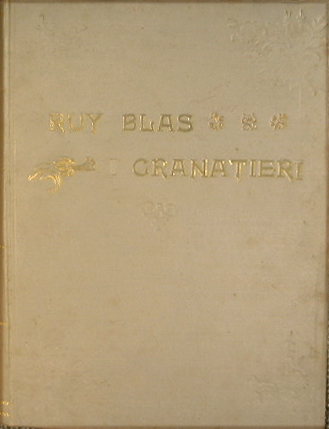 RUY BLAS
I GRANATIERI